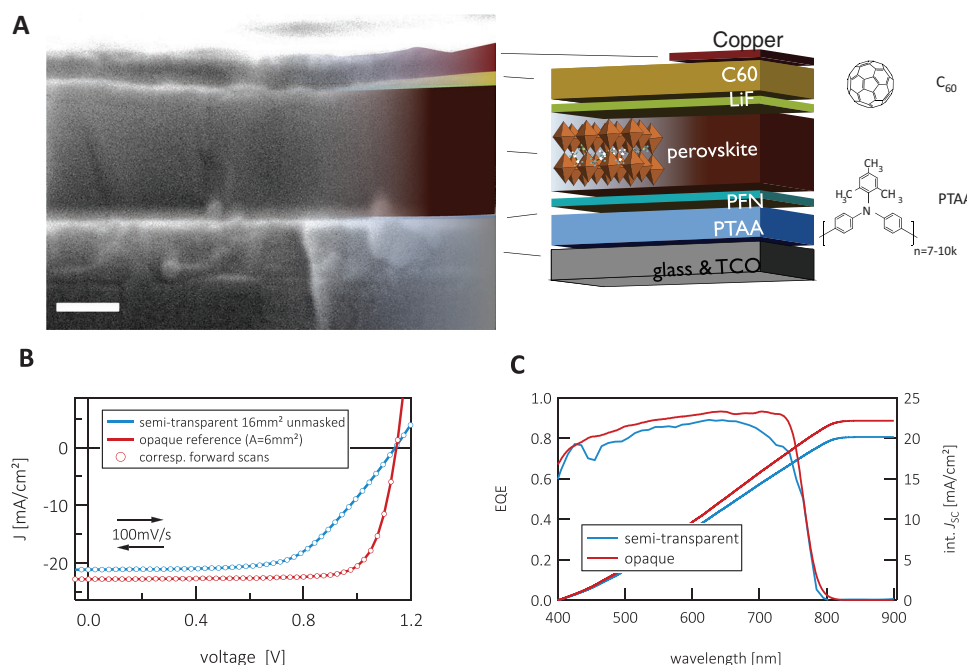 A
Copper
C60
LiF
perovskite
PFN
PTAA
glass & TCO
C60
CH3
H3C
CH3
N
n=7-10k
PTAA
B
J [mA/cm²]
0
-10
-20
semi-transparent 16mm² unmasked
opaque reference (A=6mm²)
corresp. forward scans
100mV/s
0.0
0.4
0.8
1.2
voltage [V]
C
EQE
1.0
0.8
0.6
0.4
0.2
0.0
semi-transparent
opaque
25
20
15
10
5
0
int. JSC [mA/cm²]
400
500
600
700
800
900
wavelength [nm]